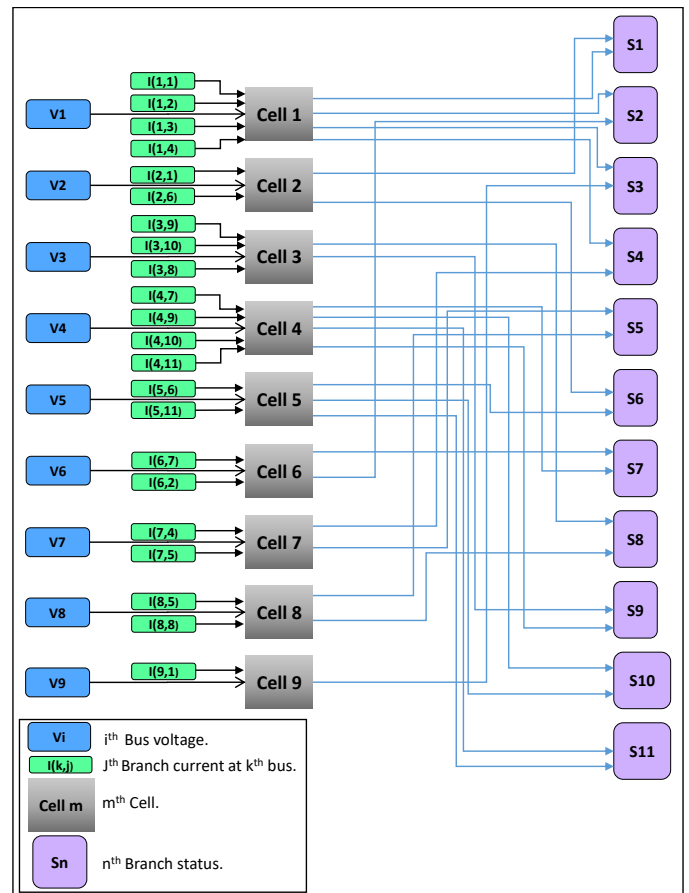 S1
I(1,1)
I(1,2)
V1
Cell 1
S2
I(1,3)
I(1,4)
S3
I(2,1)
V2
Cell 2
I(2,6)
I(3,9)
S4
I(3,10)
V3
Cell 3
I(3,8)
I(4,7)
I(4,9)
V4
Cell 4
S5
I(4,10)
I(4,11)
I(5,6)
V5
Cell 5
S6
I(5,11)
I(6,7)
V6
Cell 6
S7
I(6,2)
I(7,4)
V7
Cell 7
S8
I(7,5)
I(8,5)
V8
Cell 8
S9
I(8,8)
I(9,1)
V9
Cell 9
S10
Vi
ith Bus voltage.
S11
I(k,j)
Jth Branch current at kth bus.
Cell m
mth Cell.
Sn
nth Branch status.